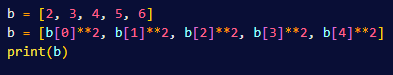 b = [2, 3, 4, 5, 6]
b = [b[0]**2, b[1]**2, b[2]**2, b[3]**2, b[4]**2]
print(b)